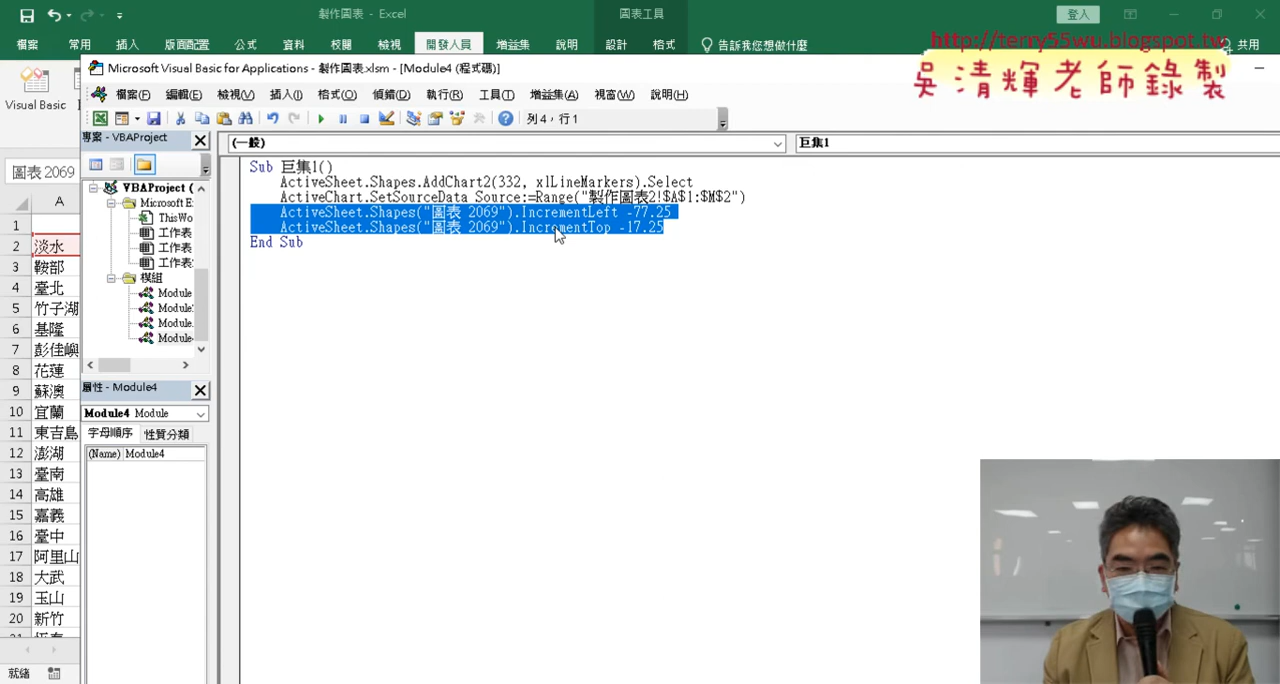 製作圖表 - Excel
圖表工具
登入
檔案 常用 插入 版面配置 公式 資料 校閱 檢視 開發人員 增益集 說明 設計 格式 告訴我您想做什麼 共用
http://terry55wu.blogspot.tw
吳清輝老師錄製
Visual Basic
Microsoft Visual Basic for Applications - 製作圖表.xlsm - [Module4 (程式碼)]
檔案(F) 編輯(E) 檢視(V) 插入(I) 格式(O) 偵錯(D) 執行(R) 工具(T) 增益集(A) 視窗(W) 說明(H)
列 4，行 1
專案 - VBAProject
(一般)
巨集1
圖表 2069
VBAProject (
Microsoft E
ThisWo
工作表
工作表
工作表
模組
Module
Module
Module
Module
Sub 巨集1()
ActiveSheet.Shapes.AddChart2(332, xlLineMarkers).Select
ActiveChart.SetSourceData Source:=Range("製作圖表2!$A$1:$M$2")
ActiveSheet.Shapes("圖表 2069").IncrementLeft -77.25
ActiveSheet.Shapes("圖表 2069").IncrementTop -17.25
End Sub
屬性 - Module4
Module4 Module
字母順序 性質分類
(Name) Module4
A
1
2 淡水
3 鞍部
4 臺北
5 竹子湖
6 基隆
7 彭佳嶼
8 花蓮
9 蘇澳
10 宜蘭
11 東吉島
12 澎湖
13 臺南
14 高雄
15 嘉義
16 臺中
17 阿里山
18 大武
19 玉山
20 新竹
就緒